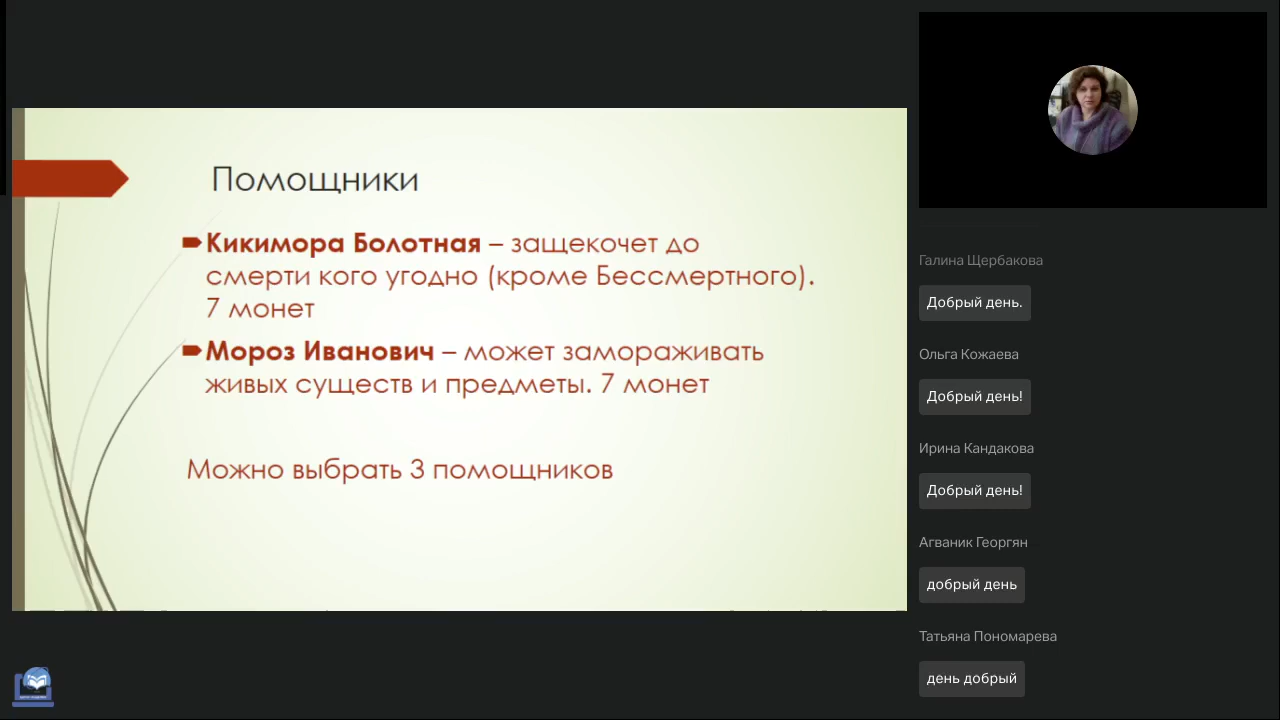 Помощники
Кикимора Болотная – защекочет до
смерти кого угодно (кроме Бессмертного).
7 монет
Мороз Иванович – может замораживать
живых существ и предметы. 7 монет
Можно выбрать 3 помощников
Галина Щербакова
Добрый день.
Ольга Кожаева
Добрый день!
Ирина Кандакова
Добрый день!
Агваник Георгян
добрый день
Татьяна Пономарева
день добрый